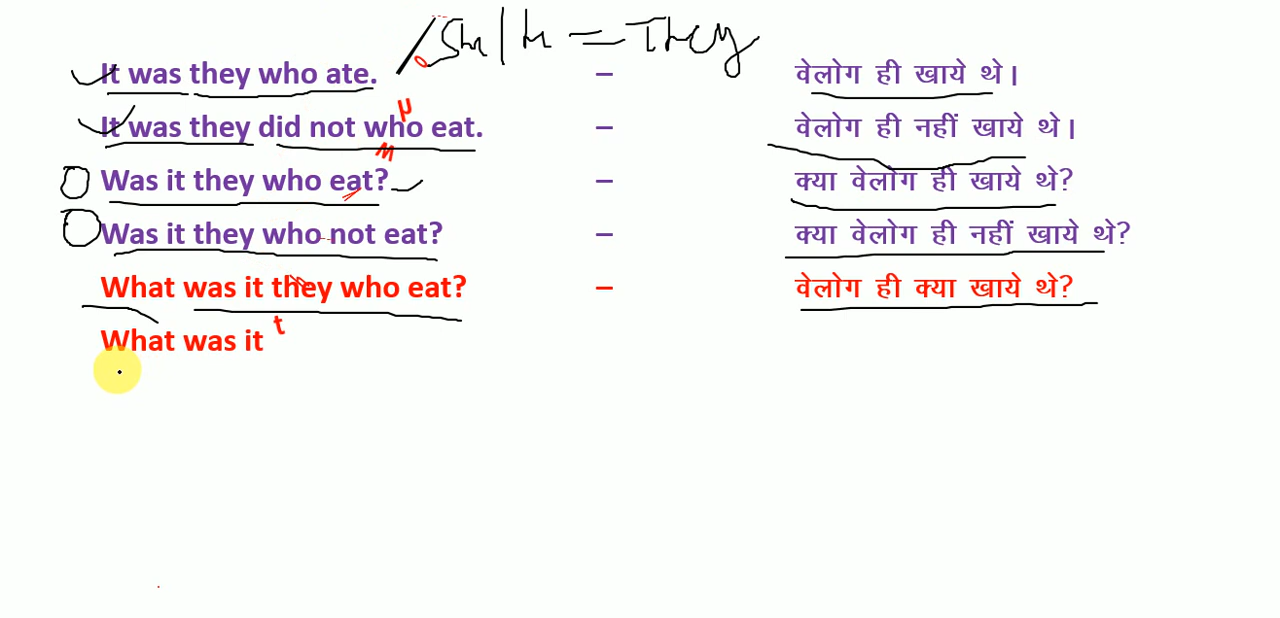 She/he = They
It was they who ate. – वेलोग ही खाये थे।
It was they did not who eat. – वेलोग ही नहीं खाये थे।
Was it they who eat? – क्या वेलोग ही खाये थे?
Was it they who not eat? – क्या वेलोग ही नहीं खाये थे?
What was it they who eat? – वेलोग ही क्या खाये थे?
What was it t